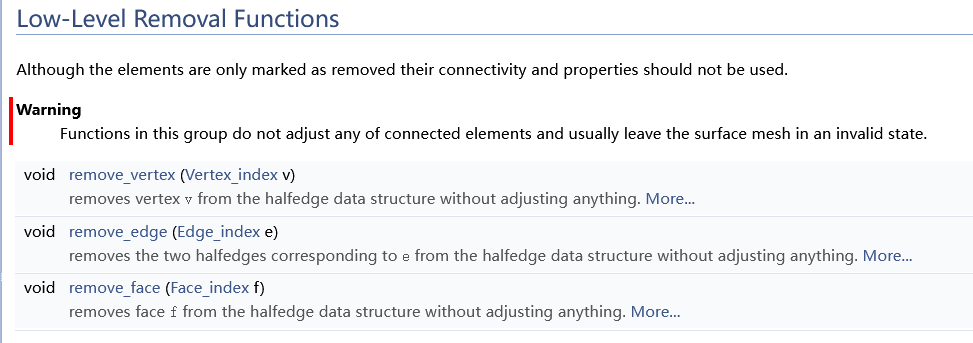 Low-Level Removal Functions
Although the elements are only marked as removed their connectivity and properties should not be used.
Warning
Functions in this group do not adjust any of connected elements and usually leave the surface mesh in an invalid state.
void remove_vertex (Vertex_index v)
removes vertex v from the halfedge data structure without adjusting anything. More...
void remove_edge (Edge_index e)
removes the two halfedges corresponding to e from the halfedge data structure without adjusting anything. More...
void remove_face (Face_index f)
removes face f from the halfedge data structure without adjusting anything. More...